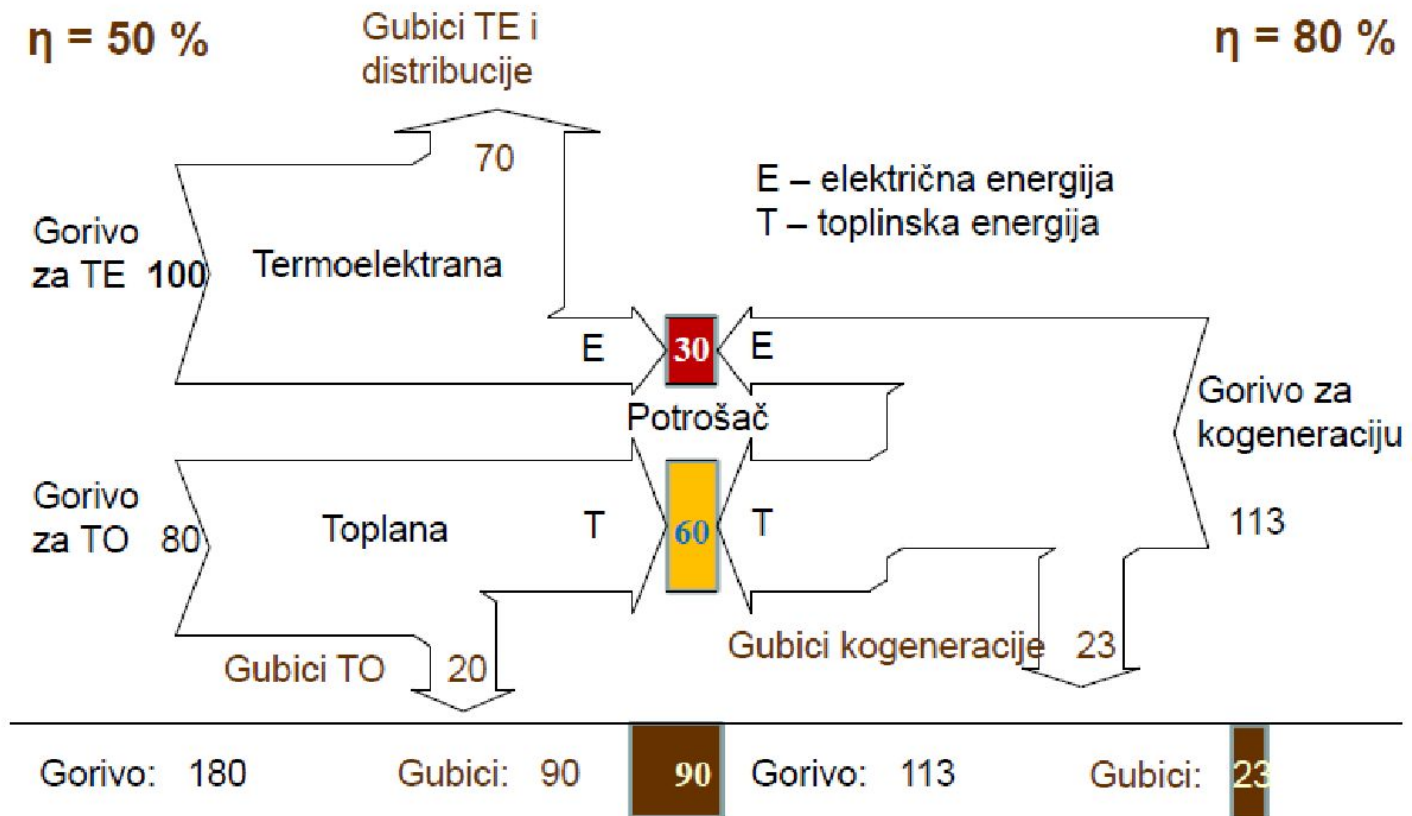 η = 50 %
Gubici TE i
distribucije
η = 80 %
70
E – električna energija
T – toplinska energija
Gorivo
za TE 100
Termoelektrana
E
30
E
Potrošač
Gorivo za
kogeneraciju
113
Gorivo
za TO 80
Toplana
T
60
T
Gubici TO 20
Gubici kogeneracije 23
Gorivo: 180 Gubici: 90 90 Gorivo: 113 Gubici: 23